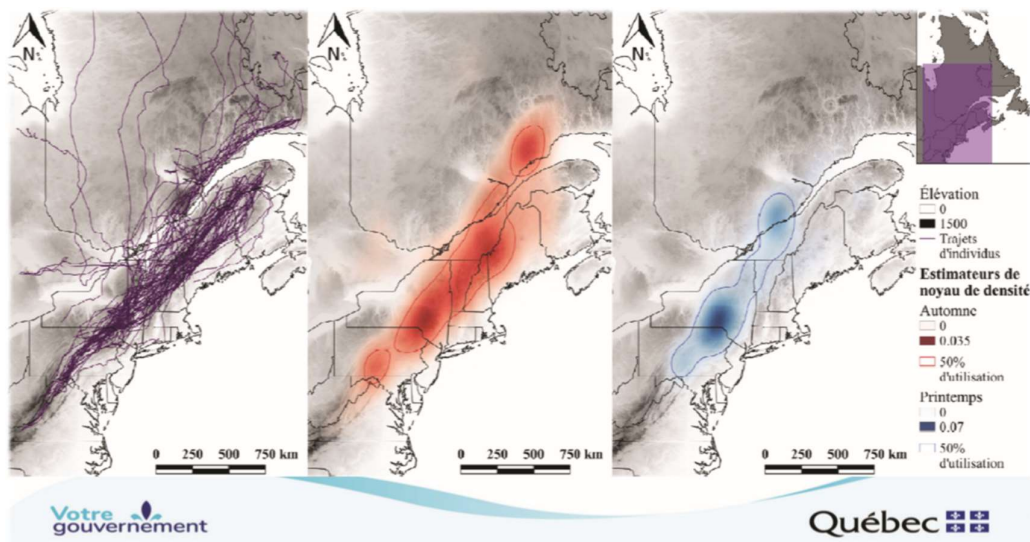 N
N
N
Élévation
0
1500
Trajets
d'individus
Estimateurs de
noyau de densité
Automne
0
0.035
50%
d'utilisation
Printemps
0
0.07
50%
d'utilisation
0 250 500 750 km
0 250 500 750 km
0 250 500 750 km
Votre
gouvernement
Québec